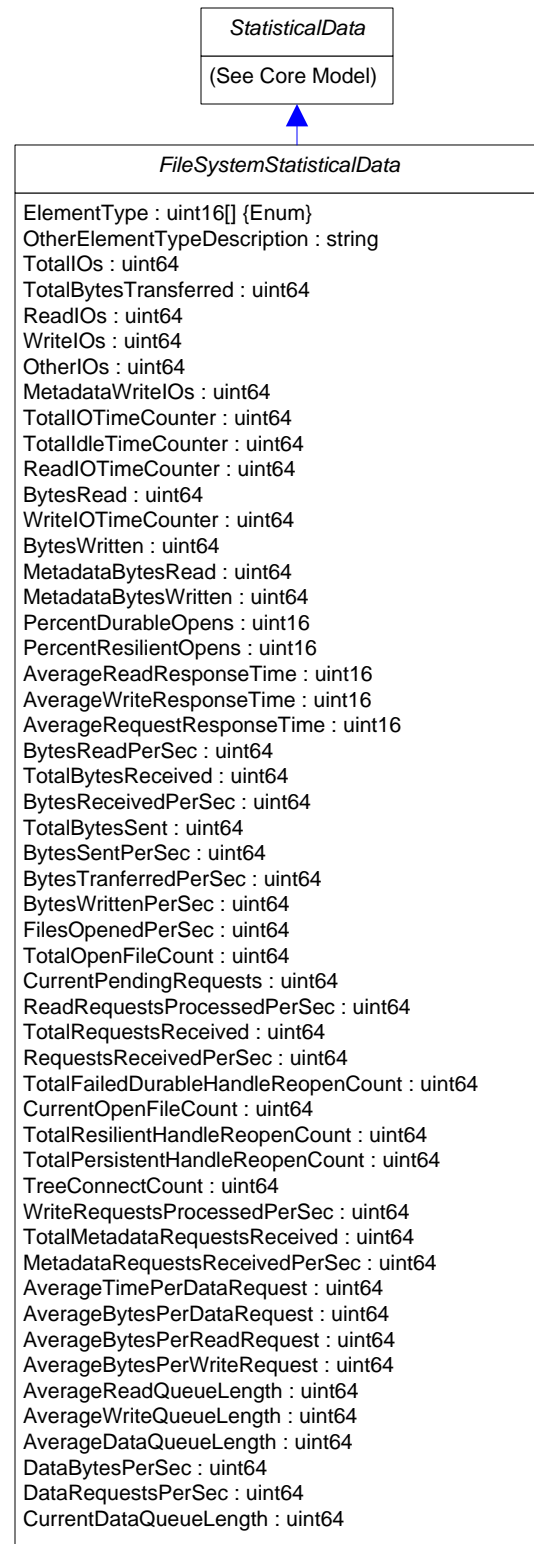 StatisticalData
(See Core Model)
FileSystemStatisticalData
ElementType : uint16[] {Enum}
OtherElementTypeDescription : string
TotalIOs : uint64
TotalBytesTransferred : uint64
ReadIOs : uint64
WriteIOs : uint64
OtherIOs : uint64
MetadataWriteIOs : uint64
TotalIOTimeCounter : uint64
TotalIdleTimeCounter : uint64
ReadIOTimeCounter : uint64
BytesRead : uint64
WriteIOTimeCounter : uint64
BytesWritten : uint64
MetadataBytesRead : uint64
MetadataBytesWritten : uint64
PercentDurableOpens : uint16
PercentResilientOpens : uint16
AverageReadResponseTime : uint16
AverageWriteResponseTime : uint16
AverageRequestResponseTime : uint16
BytesReadPerSec : uint64
TotalBytesReceived : uint64
BytesReceivedPerSec : uint64
TotalBytesSent : uint64
BytesSentPerSec : uint64
BytesTranferredPerSec : uint64
BytesWrittenPerSec : uint64
FilesOpenedPerSec : uint64
TotalOpenFileCount : uint64
CurrentPendingRequests : uint64
ReadRequestsProcessedPerSec : uint64
TotalRequestsReceived : uint64
RequestsReceivedPerSec : uint64
TotalFailedDurableHandleReopenCount : uint64
CurrentOpenFileCount : uint64
TotalResilientHandleReopenCount : uint64
TotalPersistentHandleReopenCount : uint64
TreeConnectCount : uint64
WriteRequestsProcessedPerSec : uint64
TotalMetadataRequestsReceived : uint64
MetadataRequestsReceivedPerSec : uint64
AverageTimePerDataRequest : uint64
AverageBytesPerDataRequest : uint64
AverageBytesPerReadRequest : uint64
AverageBytesPerWriteRequest : uint64
AverageReadQueueLength : uint64
AverageWriteQueueLength : uint64
AverageDataQueueLength : uint64
DataBytesPerSec : uint64
DataRequestsPerSec : uint64
CurrentDataQueueLength : uint64